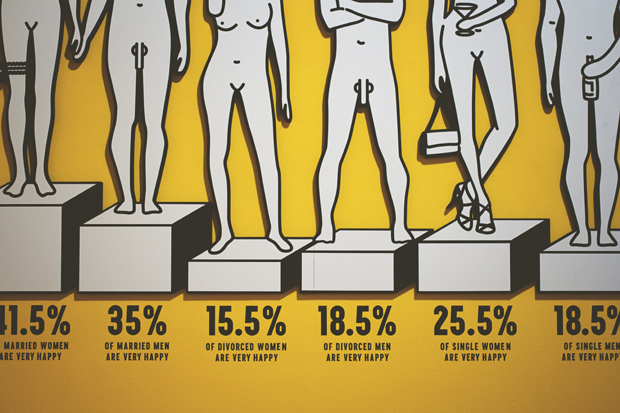 41.5%
MARRIED WOMEN
ARE VERY HAPPY
35%
OF MARRIED MEN
ARE VERY HAPPY
15.5%
OF DIVORCED WOMEN
ARE VERY HAPPY
18.5%
OF DIVORCED MEN
ARE VERY HAPPY
25.5%
OF SINGLE WOMEN
ARE VERY HAPPY
18.5%
OF SINGLE MEN
ARE VERY HAPPY